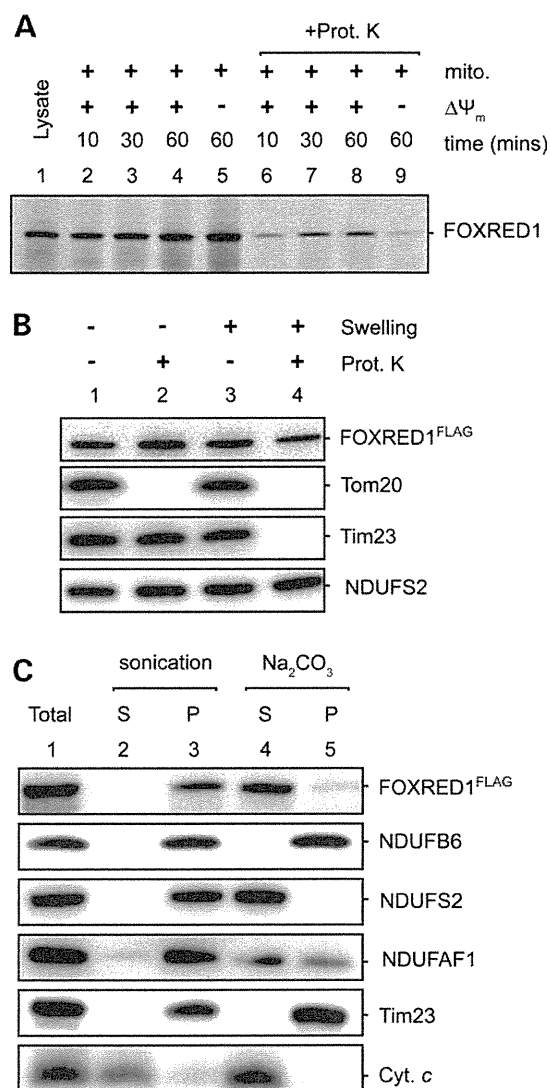 A
+Prot. K
Lysate + + + + + + + + mito.
+ + + - + + + - ΔΨm
10 30 60 60 10 30 60 60 time (mins)
1 2 3 4 5 6 7 8 9
FOXRED1
B - - + + Swelling
- + - + Prot. K
1 2 3 4
FOXRED1FLAG
Tom20
Tim23
NDUFS2
C sonication Na2CO3
Total S P S P
1 2 3 4 5
FOXRED1FLAG
NDUFB6
NDUFS2
NDUFAF1
Tim23
Cyt. c